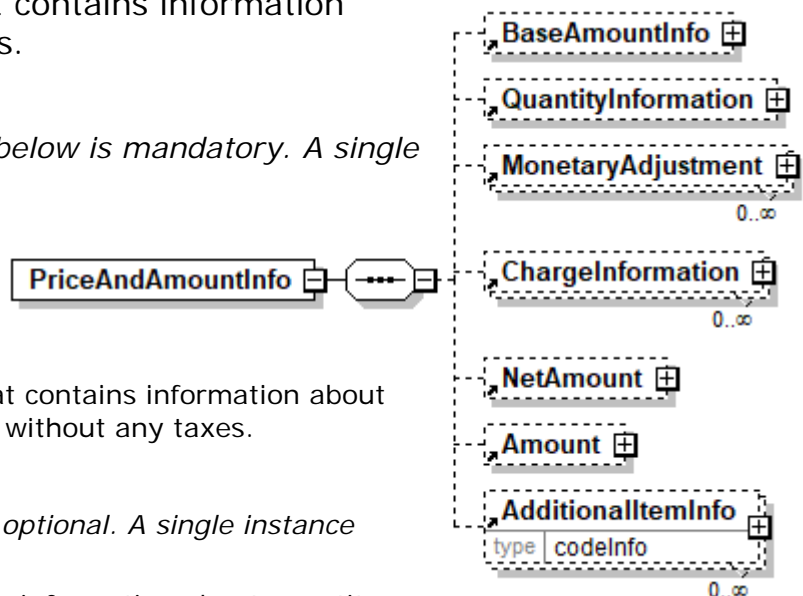 contains information
s.
below is mandatory. A single
at contains information about
without any taxes.
optional. A single instance
PriceAndAmountInfo
BaseAmountInfo
QuantityInformation
MonetaryAdjustment
0..∞
ChargeInformation
0..∞
NetAmount
Amount
AdditionalItemInfo
type codeInfo
0..∞